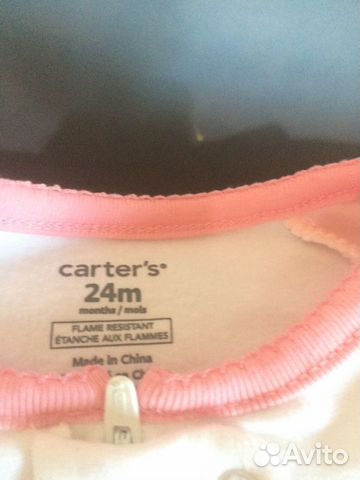 carter's®
24m
months / mois
FLAME RESISTANT
ÉTANCHE AUX FLAMMES
Made in China
Avito